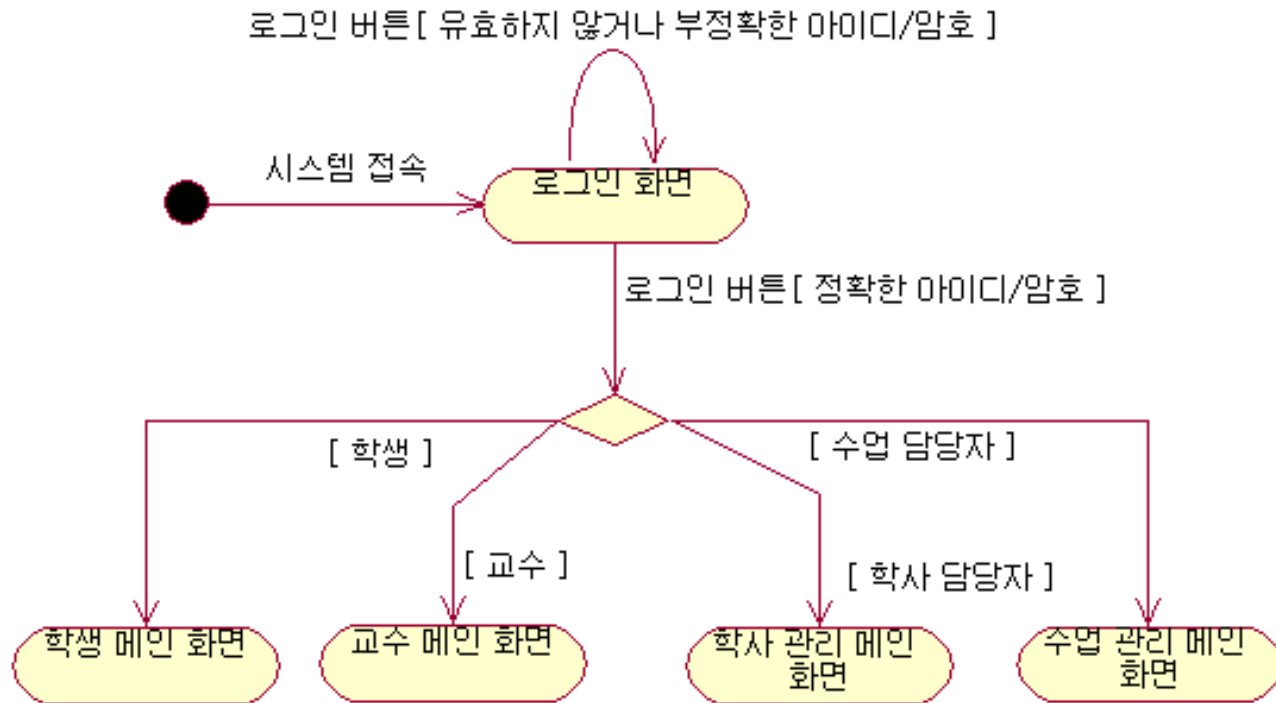 로그인 버튼[ 유효하지 않거나 부정확한 아이디/암호 ]
시스템 접속
로그인 화면
로그인 버튼[ 정확한 아이디/암호 ]
[ 학생 ]
[ 수업 담당자 ]
[ 교수 ]
[ 학사 담당자 ]
학생 메인 화면
교수 메인 화면
학사 관리 메인
화면
수업 관리 메인
화면